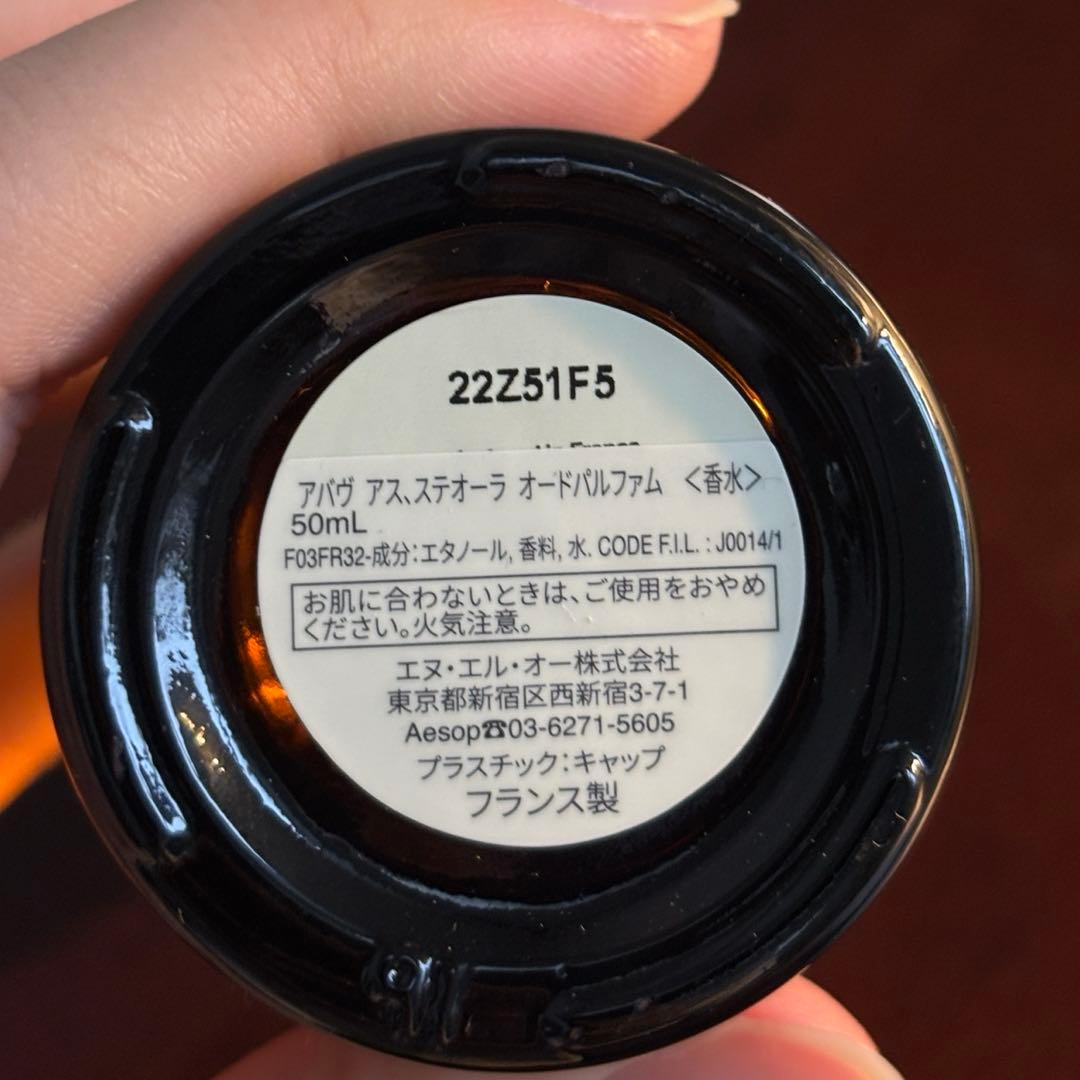 22Z51F5
France
アバヴ アス、ステオーラ オードパルファム 〈香水〉
50mL
F03FR32-成分:エタノール, 香料, 水. CODE F.I.L. : J0014/1
お肌に合わないときは、ご使用をおやめ
ください。火気注意。
エヌ・エル・オー株式会社
東京都新宿区西新宿3-7-1
Aesop☎03-6271-5605
プラスチック:キャップ
フランス製